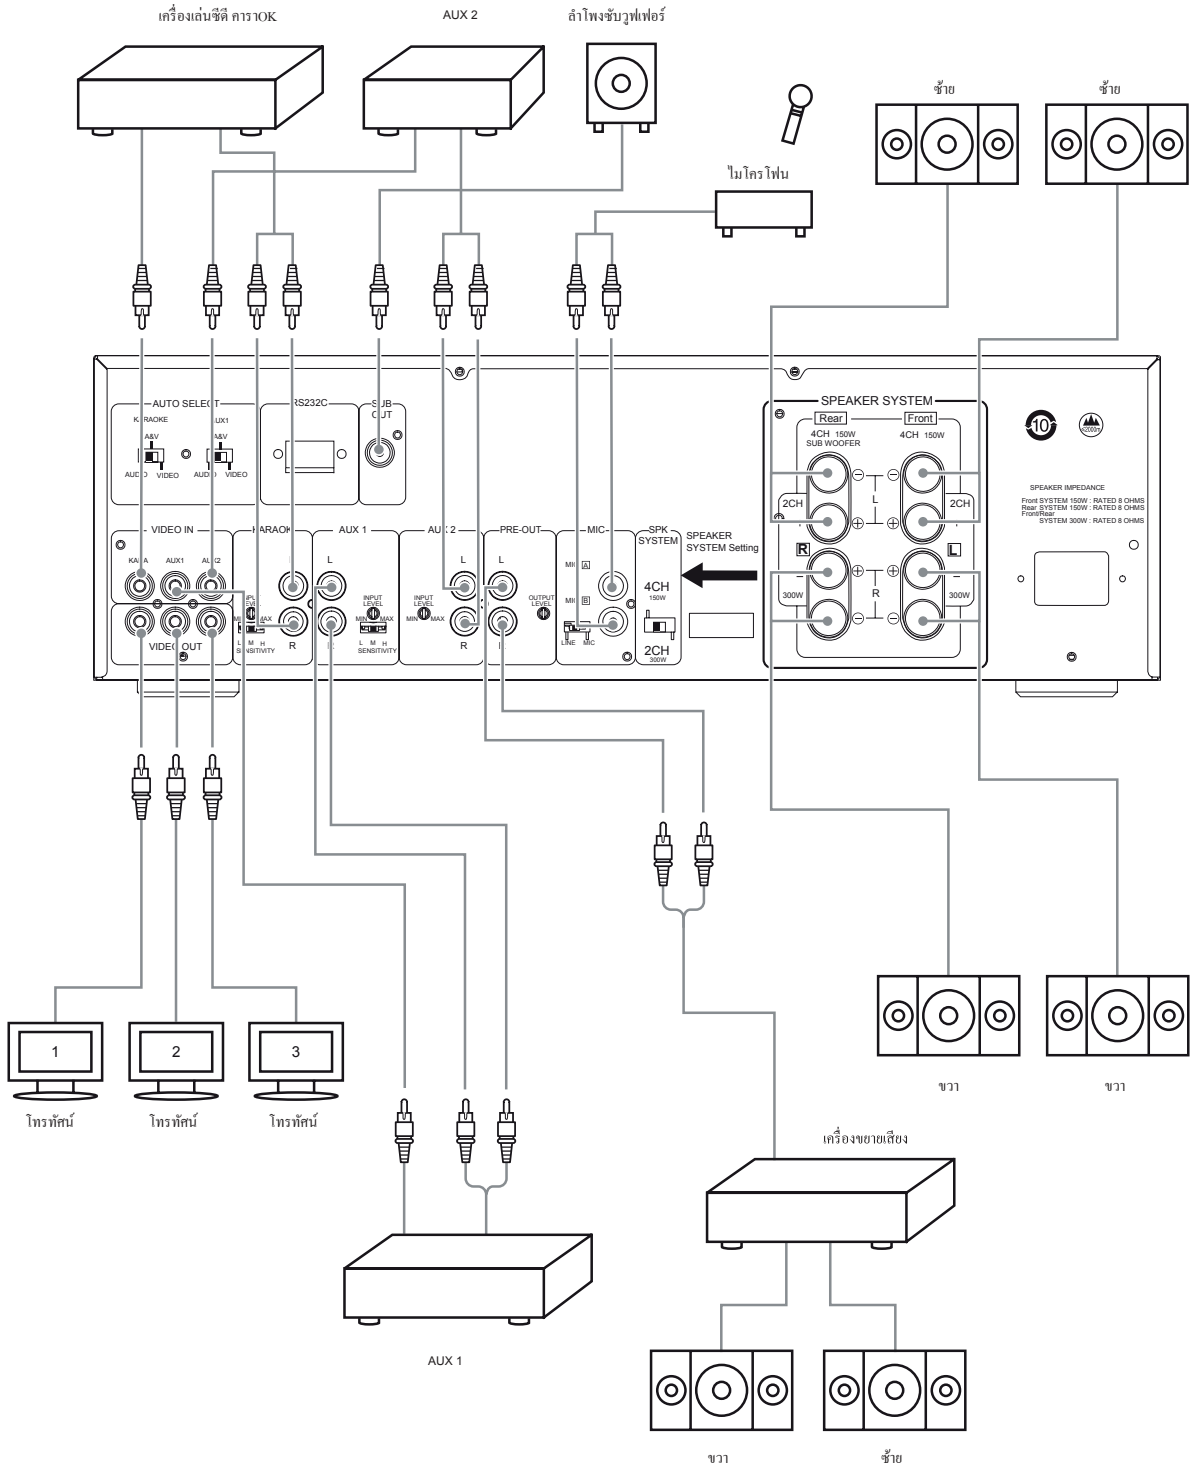 เครื่องเล่นซีดี คาราOK
AUX 2
ลำโพงซับวูฟเฟอร์
ซ้าย
ซ้าย
ไมโครโฟน
AUTO SELECT
A&V
AUDIO
VIDEO
A&V
VIDEO
RS232C
SUB
OUT
SPEAKER SYSTEM
Rear
Front
4CH 150W
SUB WOOFER
4CH 150W
L
2CH
2CH
R
L
300W
R
300W
10
≤2000m
SPEAKER IMPEDANCE
Front SYSTEM 150W : RATED 8 OHMS
Rear SYSTEM 150W : RATED 8 OHMS
Front/Rear
SYSTEM 300W : RATED 8 OHMS
VIDEO IN
AUX1
VIDEO OUT
R
L M H
SENSITIVITY
AUX 1
L
INPUT
LEVEL
MIN MAX
L M H
SENSITIVITY
AUX 2
L
INPUT
LEVEL
MIN MAX
R
PRE-OUT
L
OUTPUT
LEVEL
MIC
A
B
LINE MIC
SPK
SYSTEM
4CH
150W
2CH
300W
SPEAKER
SYSTEM Setting
1
2
3
โทรทัศน์
โทรทัศน์
โทรทัศน์
ขวา
ขวา
เครื่องขยายเสียง
AUX 1
ขวา
ซ้าย